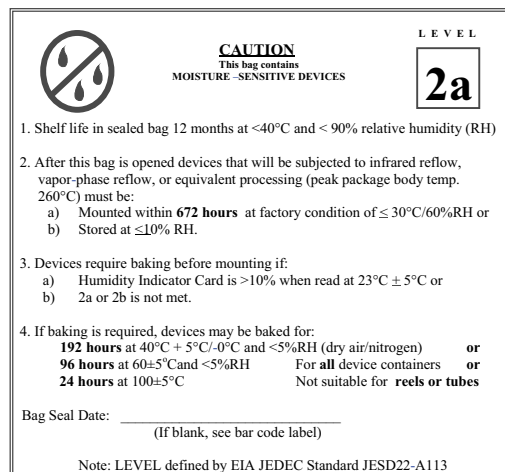 LEVEL
CAUTION
This bag contains
MOISTURE –SENSITIVE DEVICES
2a
1. Shelf life in sealed bag 12 months at <40°C and < 90% relative humidity (RH)
2. After this bag is opened devices that will be subjected to infrared reflow,
vapor-phase reflow, or equivalent processing (peak package body temp.
260°C) must be:
a) Mounted within 672 hours at factory condition of ≤ 30°C/60%RH or
b) Stored at ≤10% RH.
3. Devices require baking before mounting if:
a) Humidity Indicator Card is >10% when read at 23°C ± 5°C or
b) 2a or 2b is not met.
4. If baking is required, devices may be baked for:
192 hours at 40°C + 5°C/-0°C and <5%RH (dry air/nitrogen) or
96 hours at 60±5°Cand <5%RH For all device containers or
24 hours at 100±5°C Not suitable for reels or tubes
Bag Seal Date: ________________________________
(If blank, see bar code label)
Note: LEVEL defined by EIA JEDEC Standard JESD22-A113